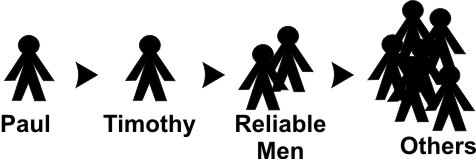 Paul
Timothy
Reliable
Men
Others